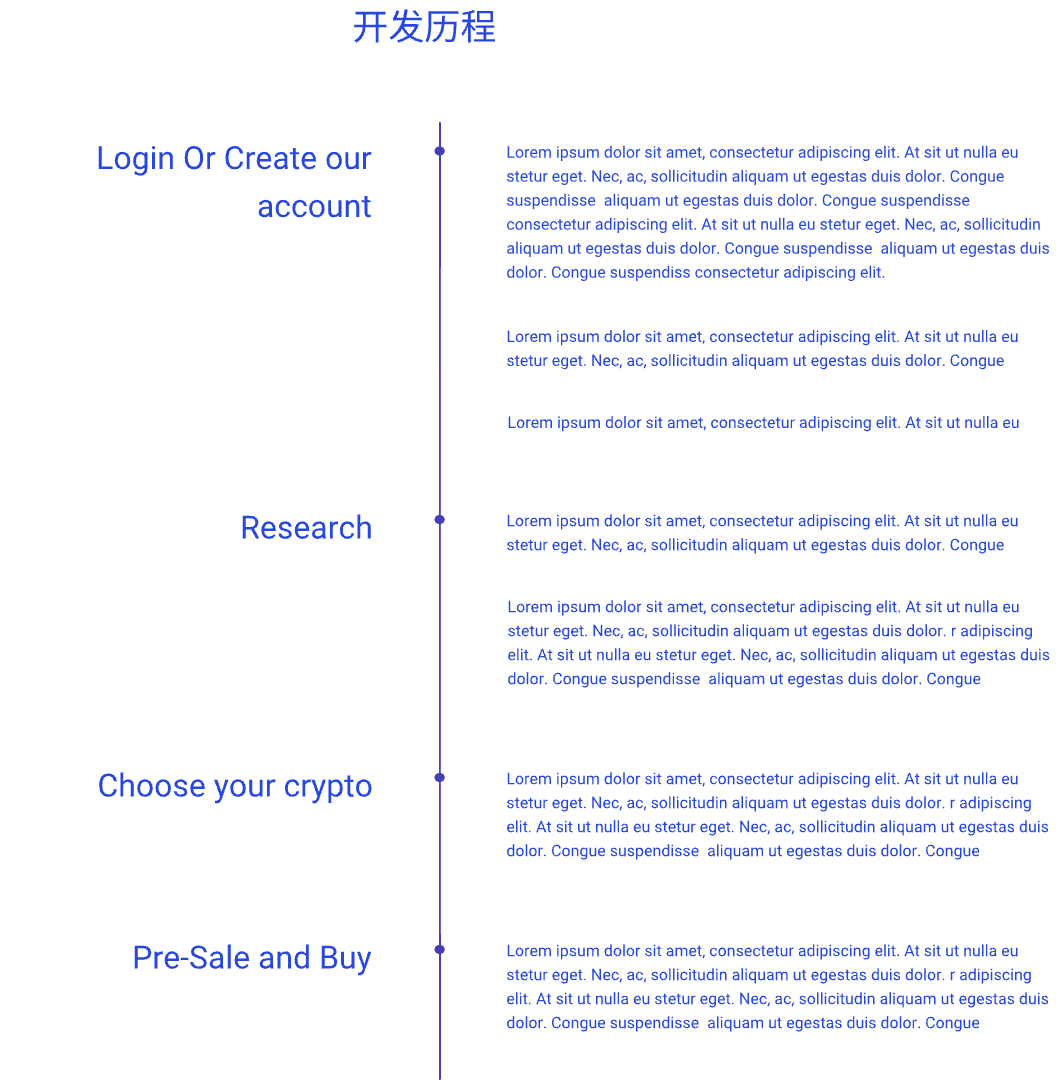 开发历程
Login Or Create our
account
Lorem ipsum dolor sit amet, consectetur adipiscing elit. At sit ut nulla eu
stetur eget. Nec, ac, sollicitudin aliquam ut egestas duis dolor. Congue
suspendisse  aliquam ut egestas duis dolor. Congue suspendisse
consectetur adipiscing elit. At sit ut nulla eu stetur eget. Nec, ac, sollicitudin
aliquam ut egestas duis dolor. Congue suspendisse  aliquam ut egestas duis
dolor. Congue suspendiss consectetur adipiscing elit.
Lorem ipsum dolor sit amet, consectetur adipiscing elit. At sit ut nulla eu
stetur eget. Nec, ac, sollicitudin aliquam ut egestas duis dolor. Congue
Lorem ipsum dolor sit amet, consectetur adipiscing elit. At sit ut nulla eu
Research
Lorem ipsum dolor sit amet, consectetur adipiscing elit. At sit ut nulla eu
stetur eget. Nec, ac, sollicitudin aliquam ut egestas duis dolor. Congue
Lorem ipsum dolor sit amet, consectetur adipiscing elit. At sit ut nulla eu
stetur eget. Nec, ac, sollicitudin aliquam ut egestas duis dolor. r adipiscing
elit. At sit ut nulla eu stetur eget. Nec, ac, sollicitudin aliquam ut egestas duis
dolor. Congue suspendisse  aliquam ut egestas duis dolor. Congue
Choose your crypto
Lorem ipsum dolor sit amet, consectetur adipiscing elit. At sit ut nulla eu
stetur eget. Nec, ac, sollicitudin aliquam ut egestas duis dolor. r adipiscing
elit. At sit ut nulla eu stetur eget. Nec, ac, sollicitudin aliquam ut egestas duis
dolor. Congue suspendisse  aliquam ut egestas duis dolor. Congue
Pre-Sale and Buy
Lorem ipsum dolor sit amet, consectetur adipiscing elit. At sit ut nulla eu
stetur eget. Nec, ac, sollicitudin aliquam ut egestas duis dolor. r adipiscing
elit. At sit ut nulla eu stetur eget. Nec, ac, sollicitudin aliquam ut egestas duis
dolor. Congue suspendisse  aliquam ut egestas duis dolor. Congue